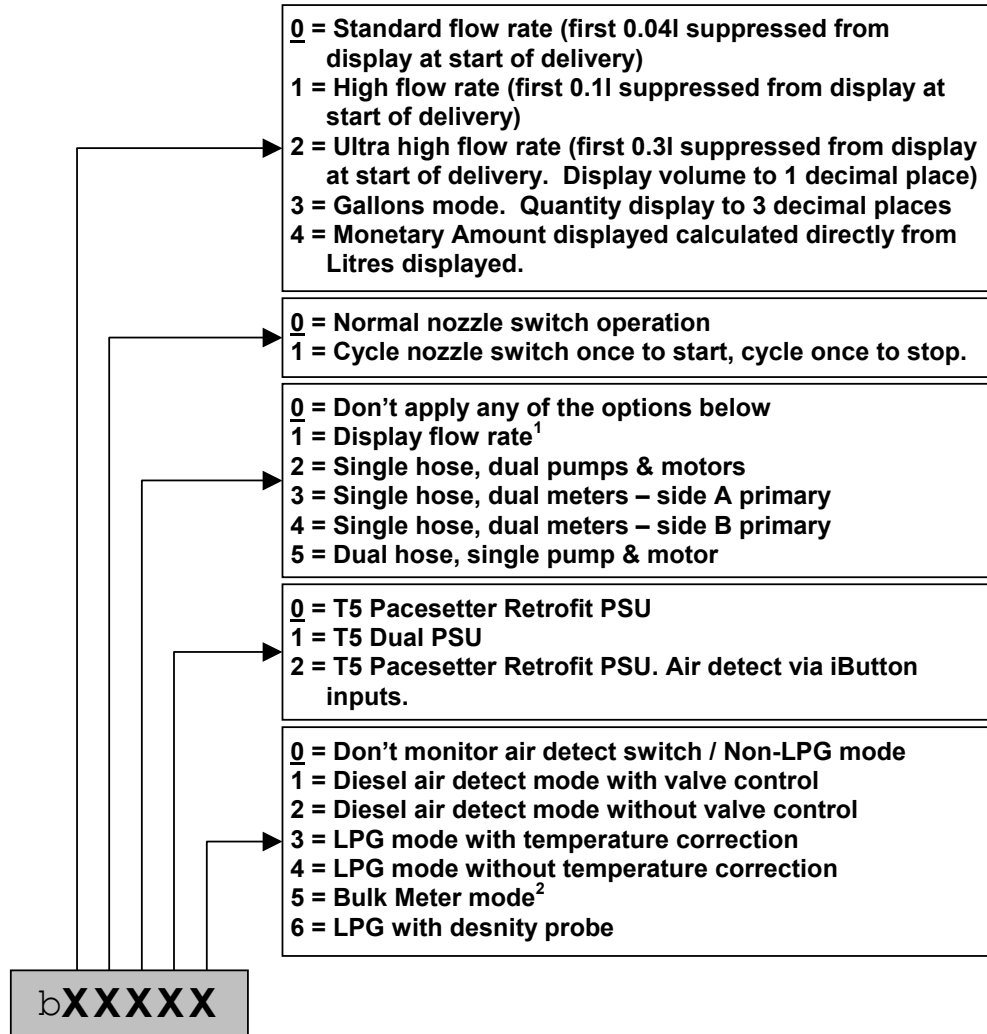 0 = Standard flow rate (first 0.04l suppressed from
display at start of delivery)
1 = High flow rate (first 0.1l suppressed from display at
start of delivery)
2 = Ultra high flow rate (first 0.3l suppressed from display
at start of delivery.  Display volume to 1 decimal place)
3 = Gallons mode.  Quantity display to 3 decimal places
4 = Monetary Amount displayed calculated directly from
Litres displayed.
0 = Normal nozzle switch operation
1 = Cycle nozzle switch once to start, cycle once to stop.
0 = Don’t apply any of the options below
1 = Display flow rate¹
2 = Single hose, dual pumps & motors
3 = Single hose, dual meters – side A primary
4 = Single hose, dual meters – side B primary
5 = Dual hose, single pump & motor
0 = T5 Pacesetter Retrofit PSU
1 = T5 Dual PSU
2 = T5 Pacesetter Retrofit PSU. Air detect via iButton
inputs.
0 = Don’t monitor air detect switch / Non-LPG mode
1 = Diesel air detect mode with valve control
2 = Diesel air detect mode without valve control
3 = LPG mode with temperature correction
4 = LPG mode without temperature correction
5 = Bulk Meter mode²
6 = LPG with desnity probe
bXXXXX